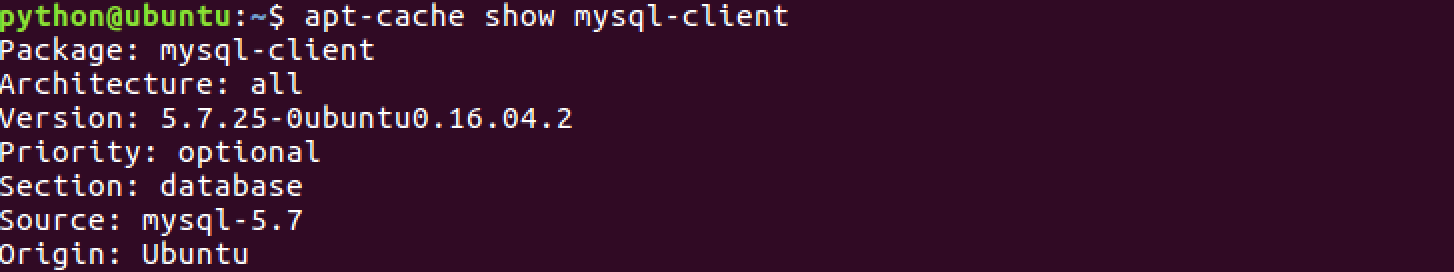 python@ubuntu:~$ apt-cache show mysql-client
Package: mysql-client
Architecture: all
Version: 5.7.25-0ubuntu0.16.04.2
Priority: optional
Section: database
Source: mysql-5.7
Origin: Ubuntu